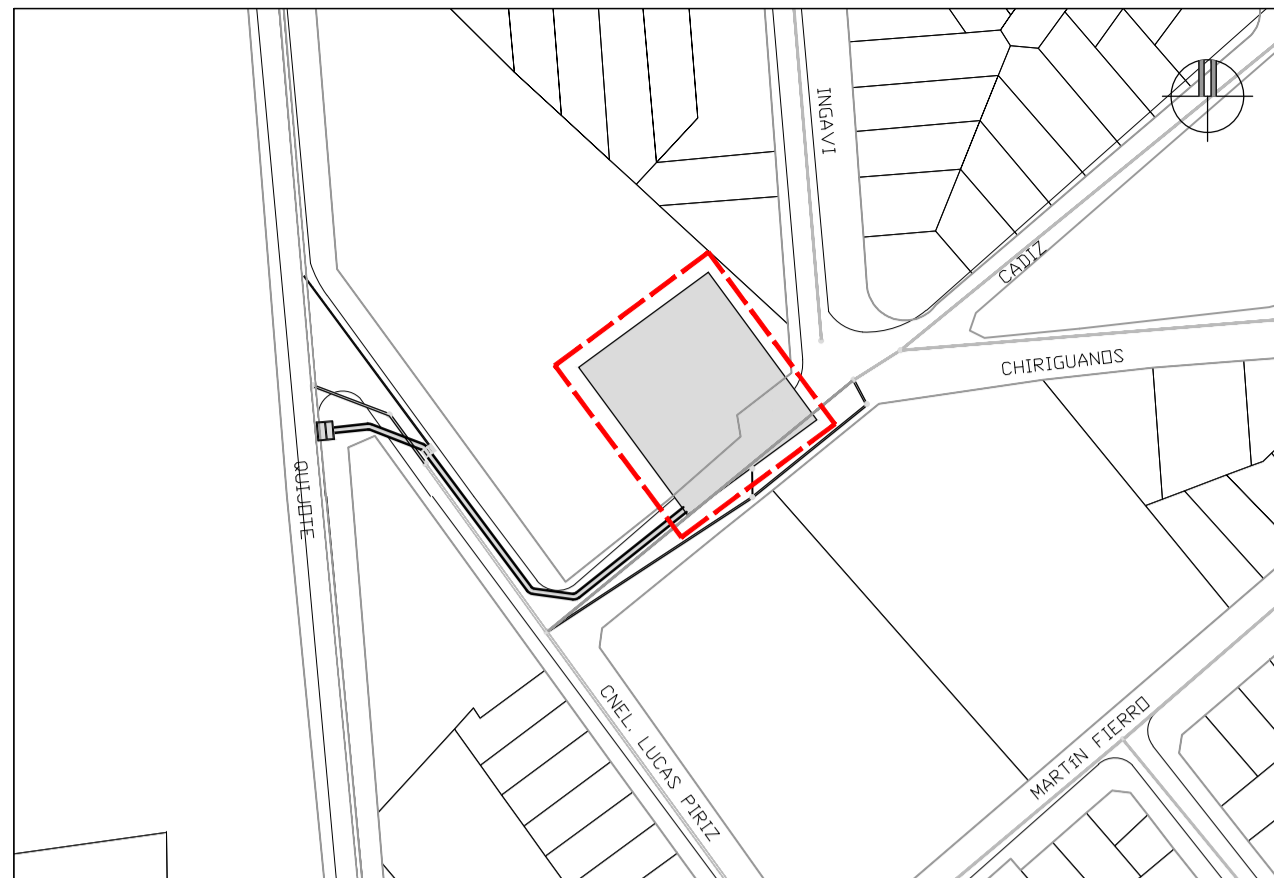 INGAVI
CADIZ
CHIRIGUANOS
QUIJOTE
CNEL. LUCAS PIRIZ
MARTÍN FIERRO